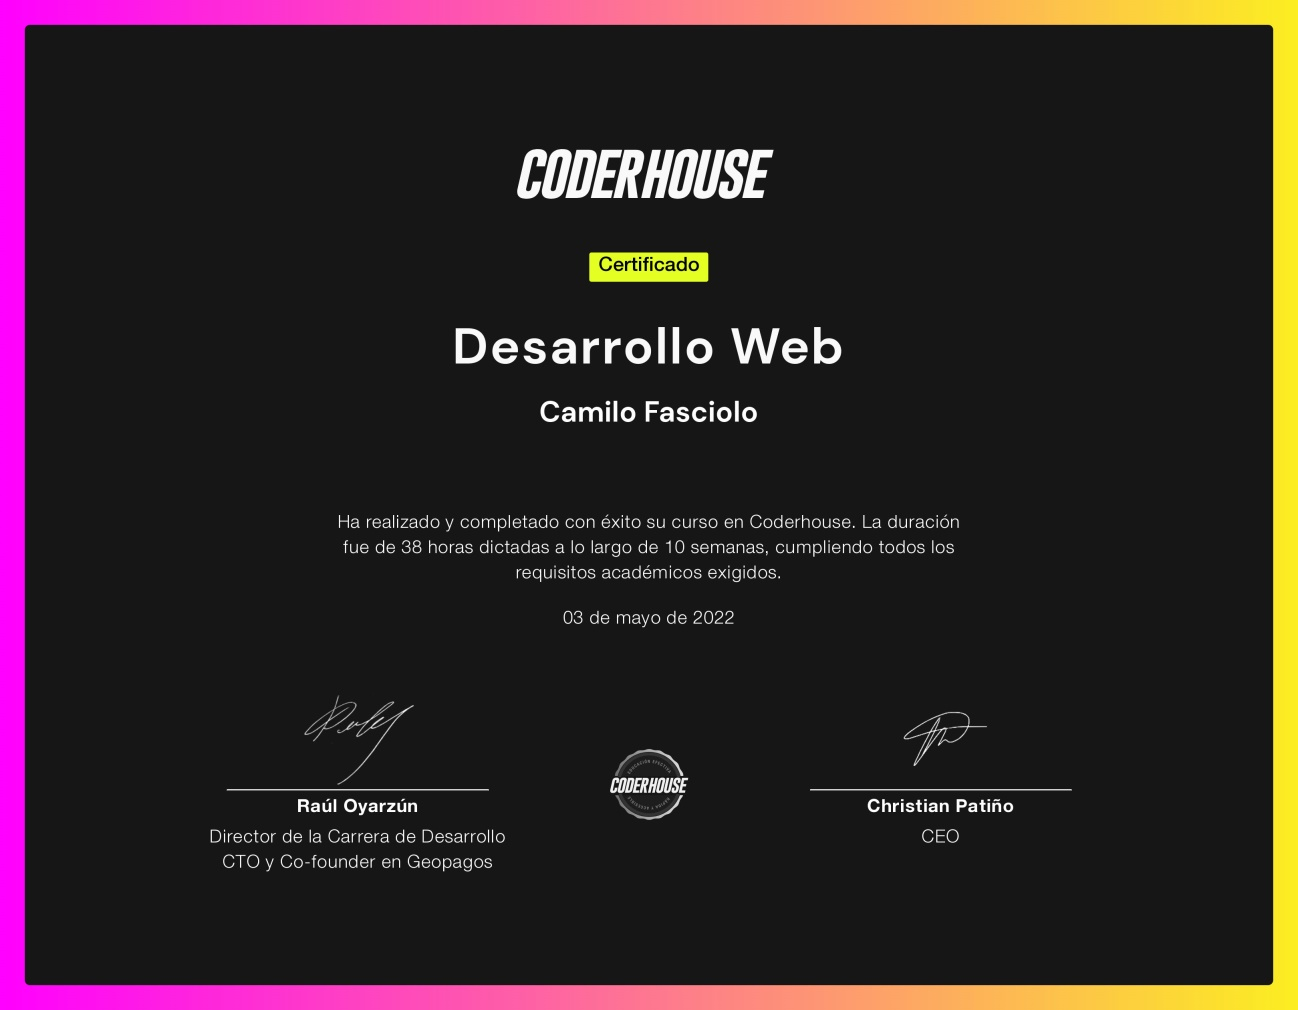 CODERHOUSE
Certificado
Desarrollo Web
Camilo Fasciolo
Ha realizado y completado con éxito su curso en Coderhouse. La duración
fue de 38 horas dictadas a lo largo de 10 semanas, cumpliendo todos los
requisitos académicos exigidos.
03 de mayo de 2022
Raúl Oyarzún
Director de la Carrera de Desarrollo
CTO y Co-founder en Geopagos
CODERHOUSE
Christian Patiño
CEO